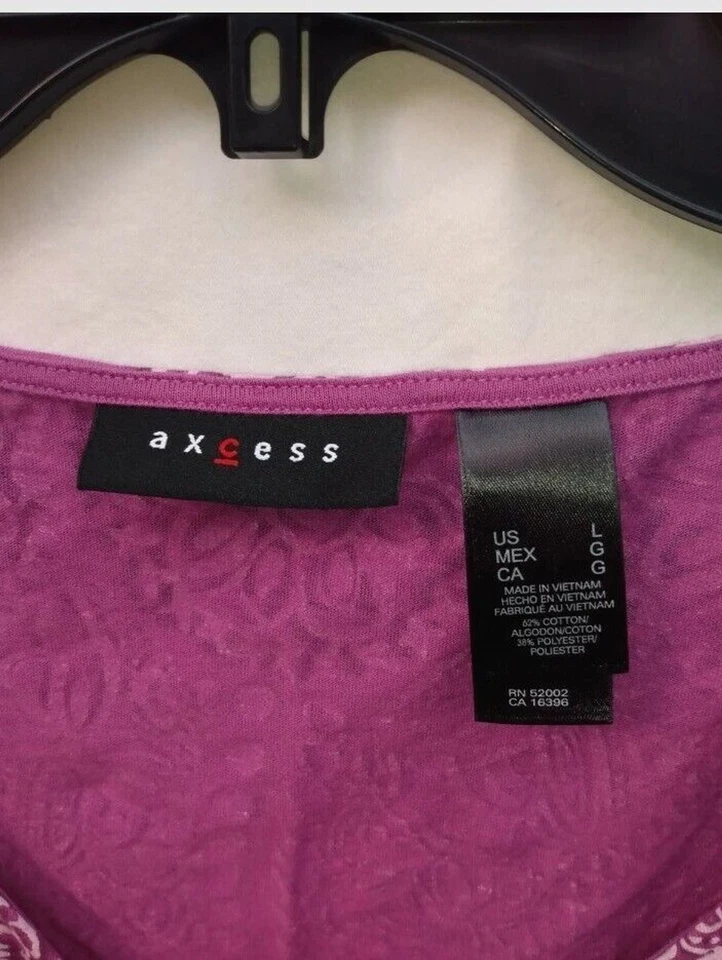 axcess
US L
MEX G
CA G
MADE IN VIETNAM
HECHO EN VIETNAM
FABRIQUÉ AU VIETNAM
62% COTTON/
ALGODON/COTON
38% POLYESTER/
POLIESTER
RN 52002
CA 16396